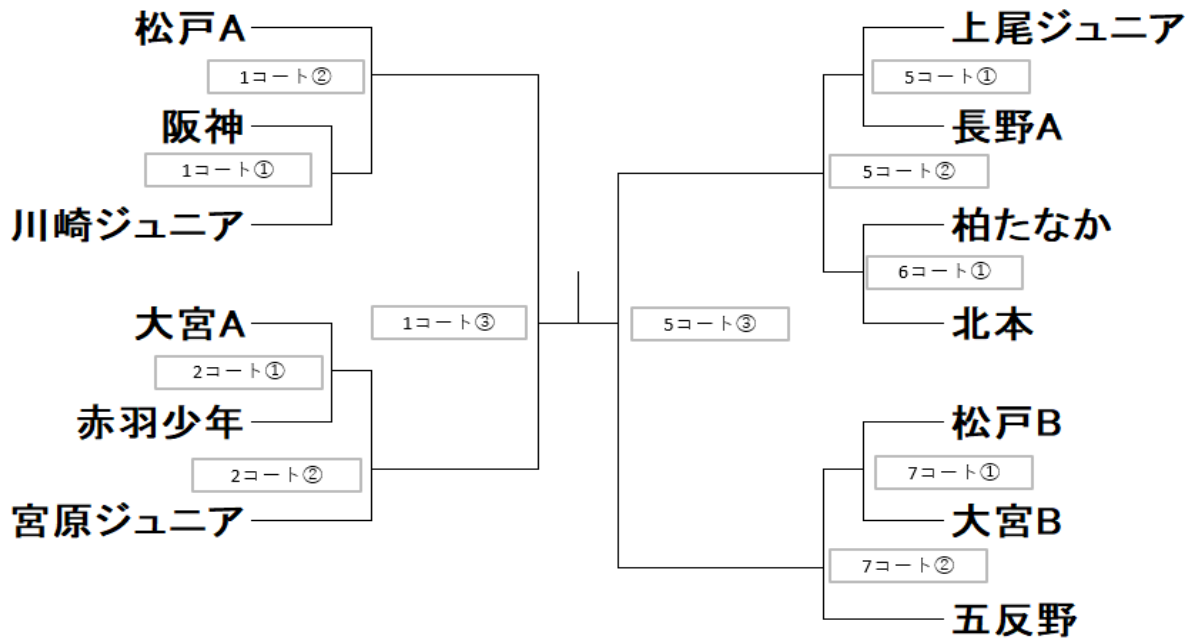 松戸A
1コート②
阪神
1コート①
川崎ジュニア
大宮A
1コート③
2コート①
赤羽少年
2コート②
宮原ジュニア
上尾ジュニア
5コート①
長野A
5コート②
柏たなか
6コート①
北本
5コート③
松戸B
7コート①
大宮B
7コート②
五反野